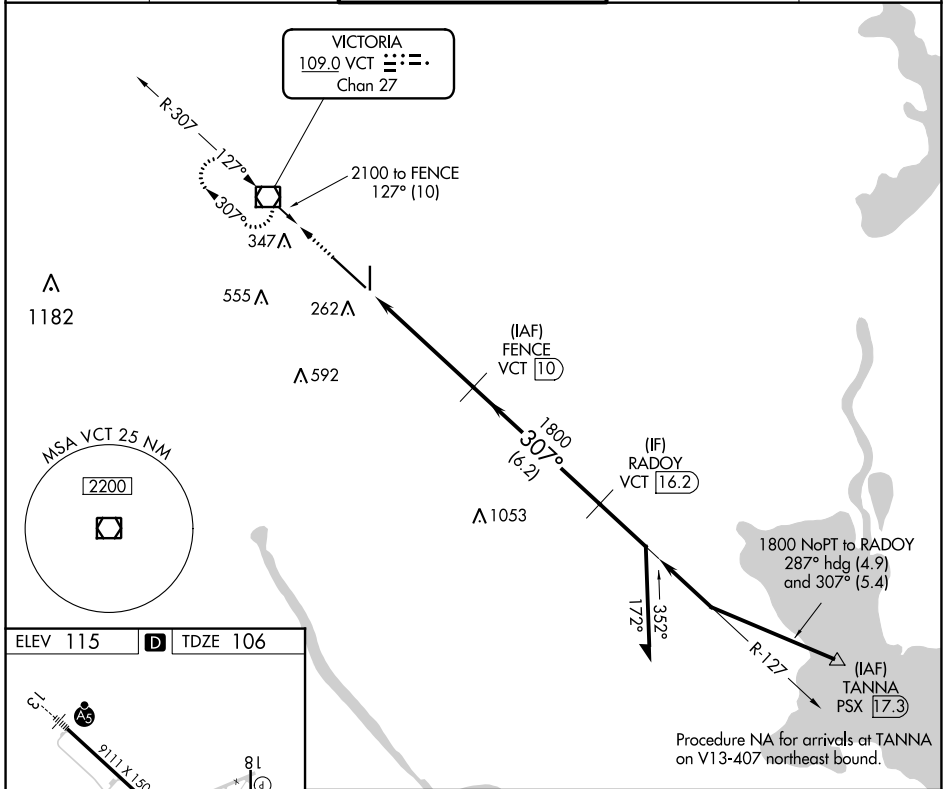 VICTORIA
109.0 VCT
Chan 27
R-307
127°
307°
2100 to FENCE
127° (10)
347
1182
555
262
592
(IAF)
FENCE
VCT 10
1800
307°
(6.2)
(IF)
RADOY
VCT 16.2
MSA VCT 25 NM
2200
1053
1800 NoPT to RADOY
287° hdg (4.9)
and 307° (5.4)
172°
352°
R-127
(IAF)
TANNA
PSX 17.3
Procedure NA for arrivals at TANNA
on V13-407 northeast bound.
ELEV 115 D TDZE 106
13
A5
9111 X 150
18
P